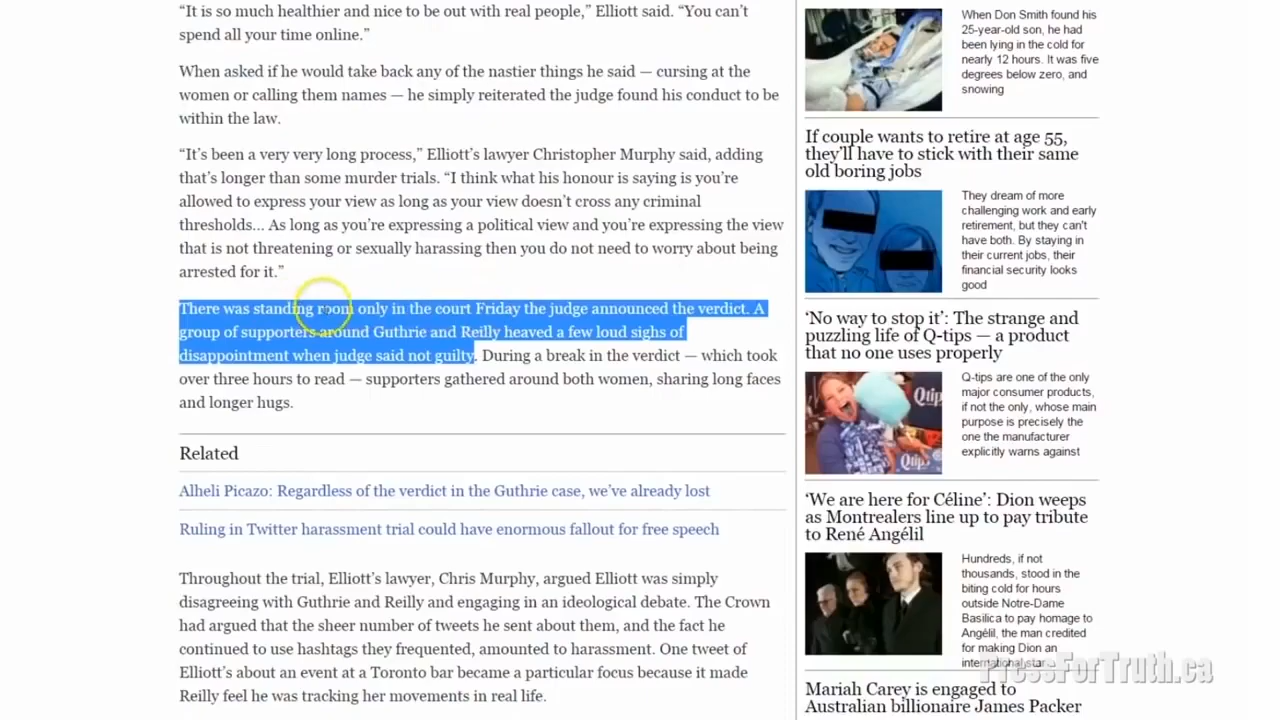 “It is so much healthier and nice to be out with real people,” Elliott said. “You can’t
spend all your time online.”
When asked if he would take back any of the nastier things he said — cursing at the
women or calling them names — he simply reiterated the judge found his conduct to be
within the law.
“It’s been a very very long process,” Elliott’s lawyer Christopher Murphy said, adding
that’s longer than some murder trials. “I think what his honour is saying is you’re
allowed to express your view as long as your view doesn’t cross any criminal
thresholds… As long as you’re expressing a political view and you’re expressing the view
that is not threatening or sexually harassing then you do not need to worry about being
arrested for it.”
There was standing room only in the court Friday the judge announced the verdict. A
group of supporters around Guthrie and Reilly heaved a few loud sighs of
disappointment when judge said not guilty. During a break in the verdict — which took
over three hours to read — supporters gathered around both women, sharing long faces
and longer hugs.
Related
Alheli Picazo: Regardless of the verdict in the Guthrie case, we’ve already lost
Ruling in Twitter harassment trial could have enormous fallout for free speech
Throughout the trial, Elliott’s lawyer, Chris Murphy, argued Elliott was simply
disagreeing with Guthrie and Reilly and engaging in an ideological debate. The Crown
had argued that the sheer number of tweets he sent about them, and the fact he
continued to use hashtags they frequented, amounted to harassment. One tweet of
Elliott’s about an event at a Toronto bar became a particular focus because it made
Reilly feel he was tracking her movements in real life.
When Don Smith found his
25-year-old son, he had
been lying in the cold for
nearly 12 hours. It was five
degrees below zero, and
snowing
If couple wants to retire at age 55,
they’ll have to stick with their same
old boring jobs
They dream of more
challenging work and early
retirement, but they can't
have both. By staying in
their current jobs, their
financial security looks
good
‘No way to stop it’: The strange and
puzzling life of Q-tips — a product
that no one uses properly
Qtip
Qtips
Q-tips are one of the only
major consumer products,
if not the only, whose main
purpose is precisely the
one the manufacturer
explicitly warns against
‘We are here for Céline’: Dion weeps
as Montrealers line up to pay tribute
to René Angélil
Hundreds, if not
thousands, stood in the
biting cold for hours
outside Notre-Dame
Basilica to pay homage to
Angélil, the man credited
for making Dion an
international star
PressForTruth.ca
Mariah Carey is engaged to
Australian billionaire James Packer